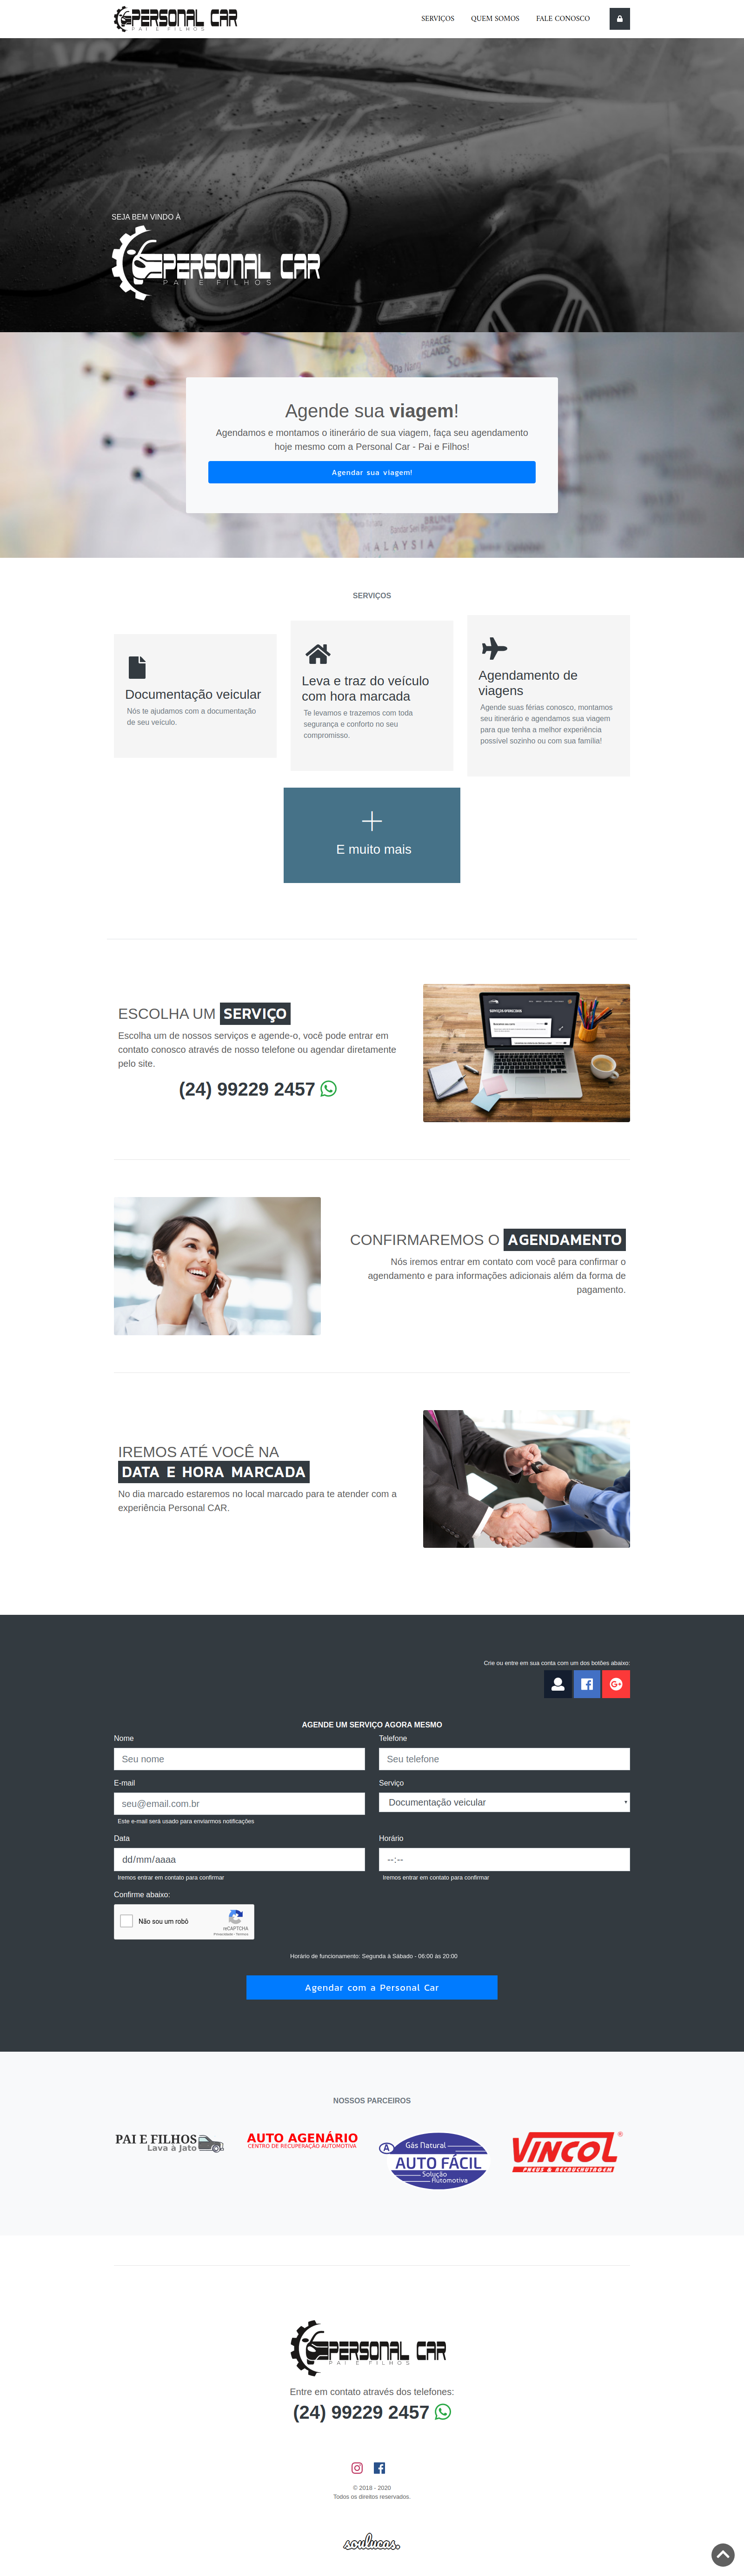 PERSONAL CAR
PAI E FILHOS
SERVIÇOS
QUEM SOMOS
FALE CONOSCO
SEJA BEM VINDO À
PERSONAL CAR
PAI E FILHOS
Agende sua viagem!
Agendamos e montamos o itinerário de sua viagem, faça seu agendamento
hoje mesmo com a Personal Car - Pai e Filhos!
Agendar sua viagem!
MALAYSIA
SERVIÇOS
Documentação veicular
Nós te ajudamos com a documentação
de seu veículo.
Leva e traz do veículo
com hora marcada
Te levamos e trazemos com toda
segurança e conforto no seu
compromisso.
Agendamento de
viagens
Agende suas férias conosco, montamos
seu itinerário e agendamos sua viagem
para que tenha a melhor experiência
possível sozinho ou com sua família!
E muito mais
ESCOLHA UM SERVIÇO
Escolha um de nossos serviços e agende-o, você pode entrar em
contato conosco através de nosso telefone ou agendar diretamente
pelo site.
(24) 99229 2457
CONFIRMAREMOS O AGENDAMENTO
Nós iremos entrar em contato com você para confirmar o
agendamento e para informações adicionais além da forma de
pagamento.
IREMOS ATÉ VOCÊ NA
DATA E HORA MARCADA
No dia marcado estaremos no local marcado para te atender com a
experiência Personal CAR.
Crie ou entre em sua conta com um dos botões abaixo:
AGENDE UM SERVIÇO AGORA MESMO
Nome
Telefone
Seu nome
Seu telefone
E-mail
Serviço
seu@email.com.br
Documentação veicular
Este e-mail será usado para enviarmos notificações
Data
Horário
dd/mm/aaaa
--:--
Iremos entrar em contato para confirmar
Iremos entrar em contato para confirmar
Confirme abaixo:
Não sou um robô
reCAPTCHA
Privacidade - Termos
Horário de funcionamento: Segunda à Sábado - 06:00 às 20:00
Agendar com a Personal Car
NOSSOS PARCEIROS
PAI E FILHOS
Lava à Jato
AUTO AGENÁRIO
CENTRO DE RECUPERAÇÃO AUTOMOTIVA
A
Gás Natural
AUTO FÁCIL
Solução
Automotiva
VINCOL
®
PNEUS & RECAUCHUTAGEM
PERSONAL CAR
PAI E FILHOS
Entre em contato através dos telefones:
(24) 99229 2457
© 2018 - 2020
Todos os direitos reservados.
soulucas.